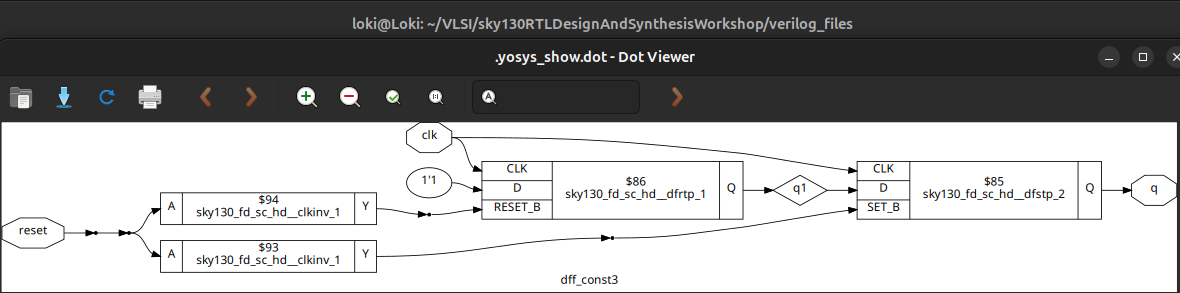 loki@Loki: ~/VLSI/sky130RTLDesignAndSynthesisWorkshop/verilog_files
.yosys_show.dot - Dot Viewer
clk
1'1
CLK
D
RESET_B
$86
sky130_fd_sc_hd__dfrtp_1
Q
q1
CLK
D
SET_B
$85
sky130_fd_sc_hd__dfstp_2
Q
q
reset
A
$94
sky130_fd_sc_hd__clkinv_1
Y
A
$93
sky130_fd_sc_hd__clkinv_1
Y
dff_const3